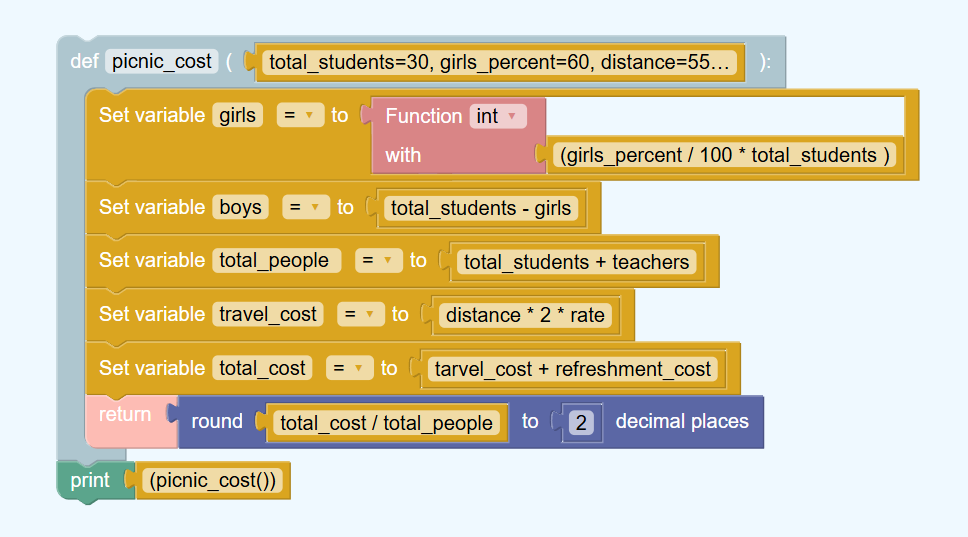 def picnic_cost ( total_students=30, girls_percent=60, distance=55... ):
Set variable girls = to Function int
with (girls_percent / 100 * total_students )
Set variable boys = to total_students - girls
Set variable total_people = to total_students + teachers
Set variable travel_cost = to distance * 2 * rate
Set variable total_cost = to tarvel_cost + refreshment_cost
return round total_cost / total_people to 2 decimal places
print (picnic_cost())